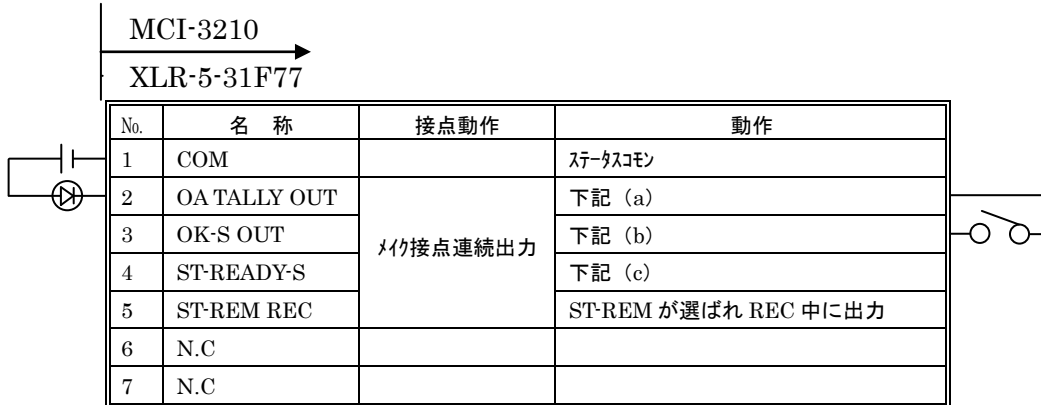 MCI-3210
XLR-5-31F77
№ 名　称 接点動作 動作
1 COM ｽﾃｰﾀｽｺﾓﾝ
2 OA TALLY OUT ﾒｲｸ接点連続出力 下記（a）
3 OK-S OUT 下記（b）
4 ST-READY-S 下記（c）
5 ST-REM REC ST-REM が選ばれ REC 中に出力
6 N.C
7 N.C